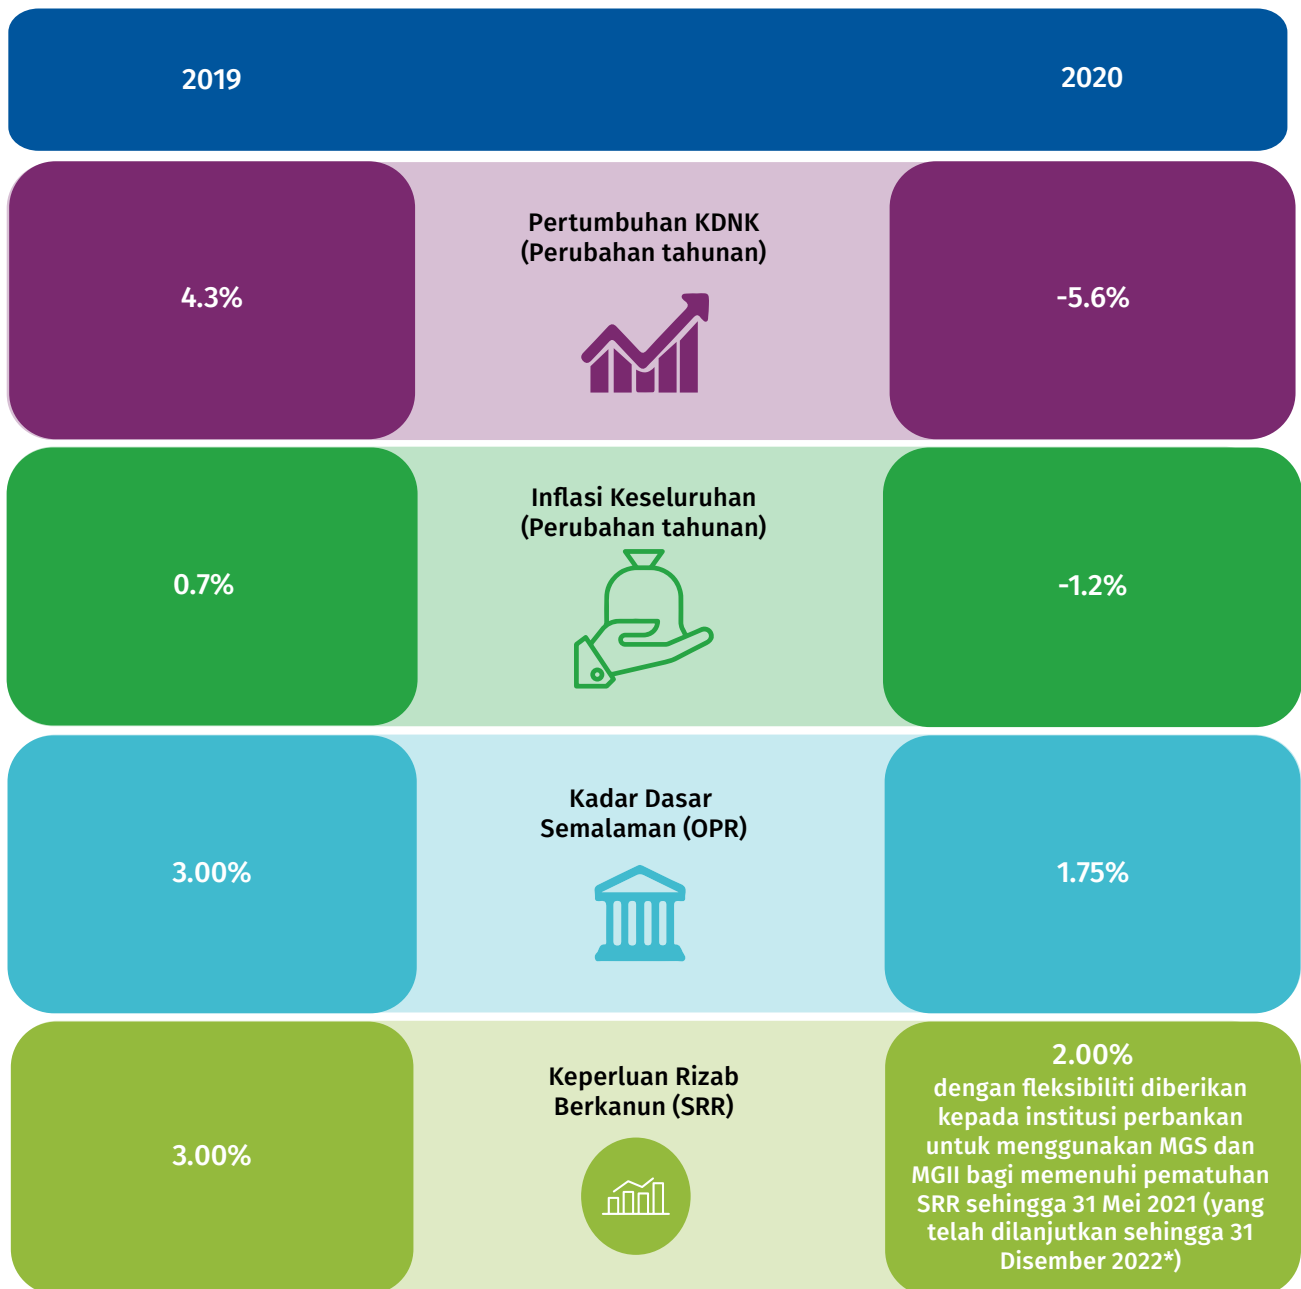 2019
2020
Pertumbuhan KDNK
(Perubahan tahunan)
4.3%
-5.6%
Inflasi Keseluruhan
(Perubahan tahunan)
0.7%
-1.2%
Kadar Dasar
Semalaman (OPR)
3.00%
1.75%
Keperluan Rizab
Berkanun (SRR)
3.00%
2.00%
dengan fleksibiliti diberikan
kepada institusi perbankan
untuk menggunakan MGS dan
MGII bagi memenuhi pematuhan
SRR sehingga 31 Mei 2021 (yang
telah dilanjutkan sehingga 31
Disember 2022*)